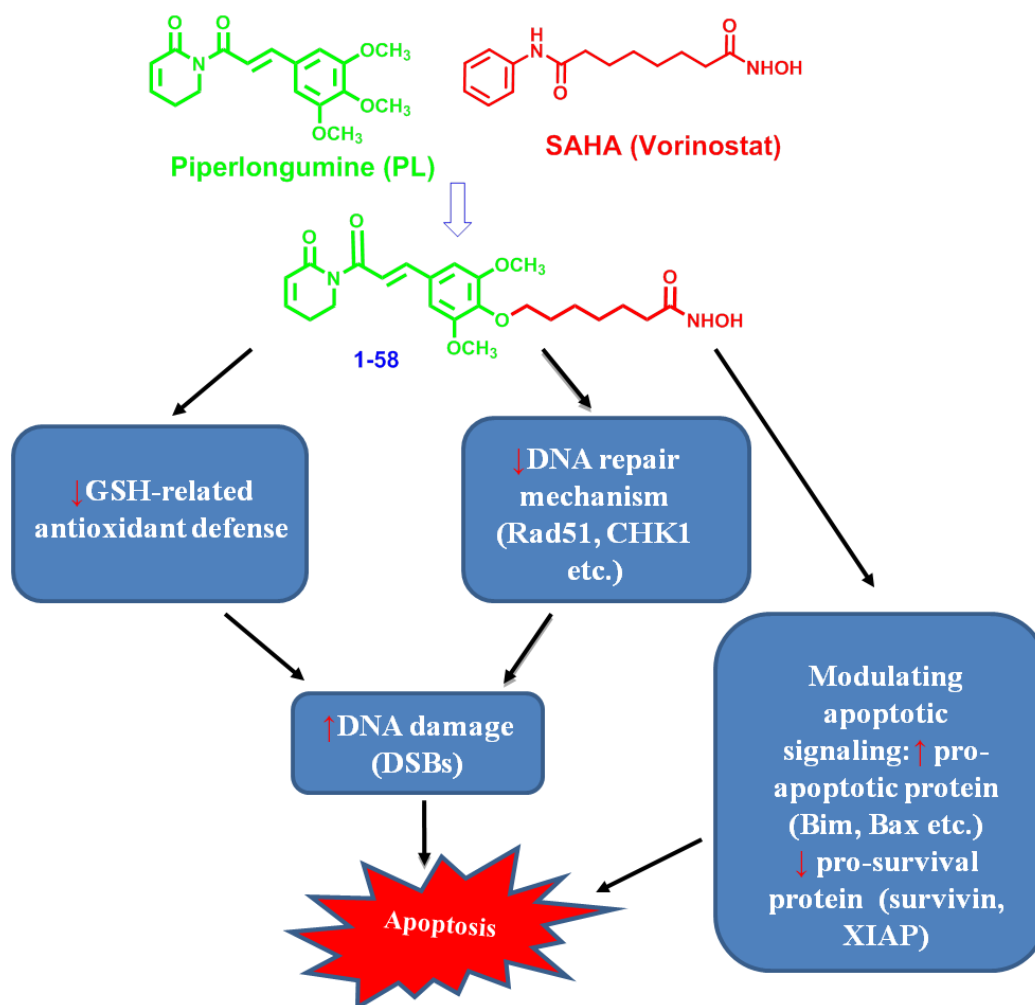 O
O
N
OCH3
OCH3
OCH3
Piperlongumine (PL)
H
N
O
O
NHOH
SAHA (Vorinostat)
O
O
N
OCH3
O
OCH3
O
NHOH
1-58
↓GSH-related
antioxidant defense
↓DNA repair
mechanism
(Rad51, CHK1
etc.)
↑DNA damage
(DSBs)
Modulating
apoptotic
signaling:↑ pro-
apoptotic protein
(Bim, Bax etc.)
↓ pro-survival
protein (survivin,
XIAP)
Apoptosis